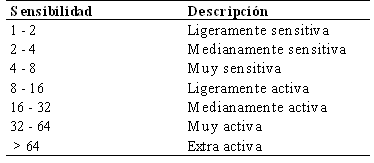 Sensibilidad Descripción
1 - 2 Ligeramente sensitiva
2 - 4 Medianamente sensitiva
4 - 8 Muy sensitiva
8 - 16 Ligeramente activa
16 - 32 Medianamente activa
32 - 64 Muy activa
> 64 Extra activa